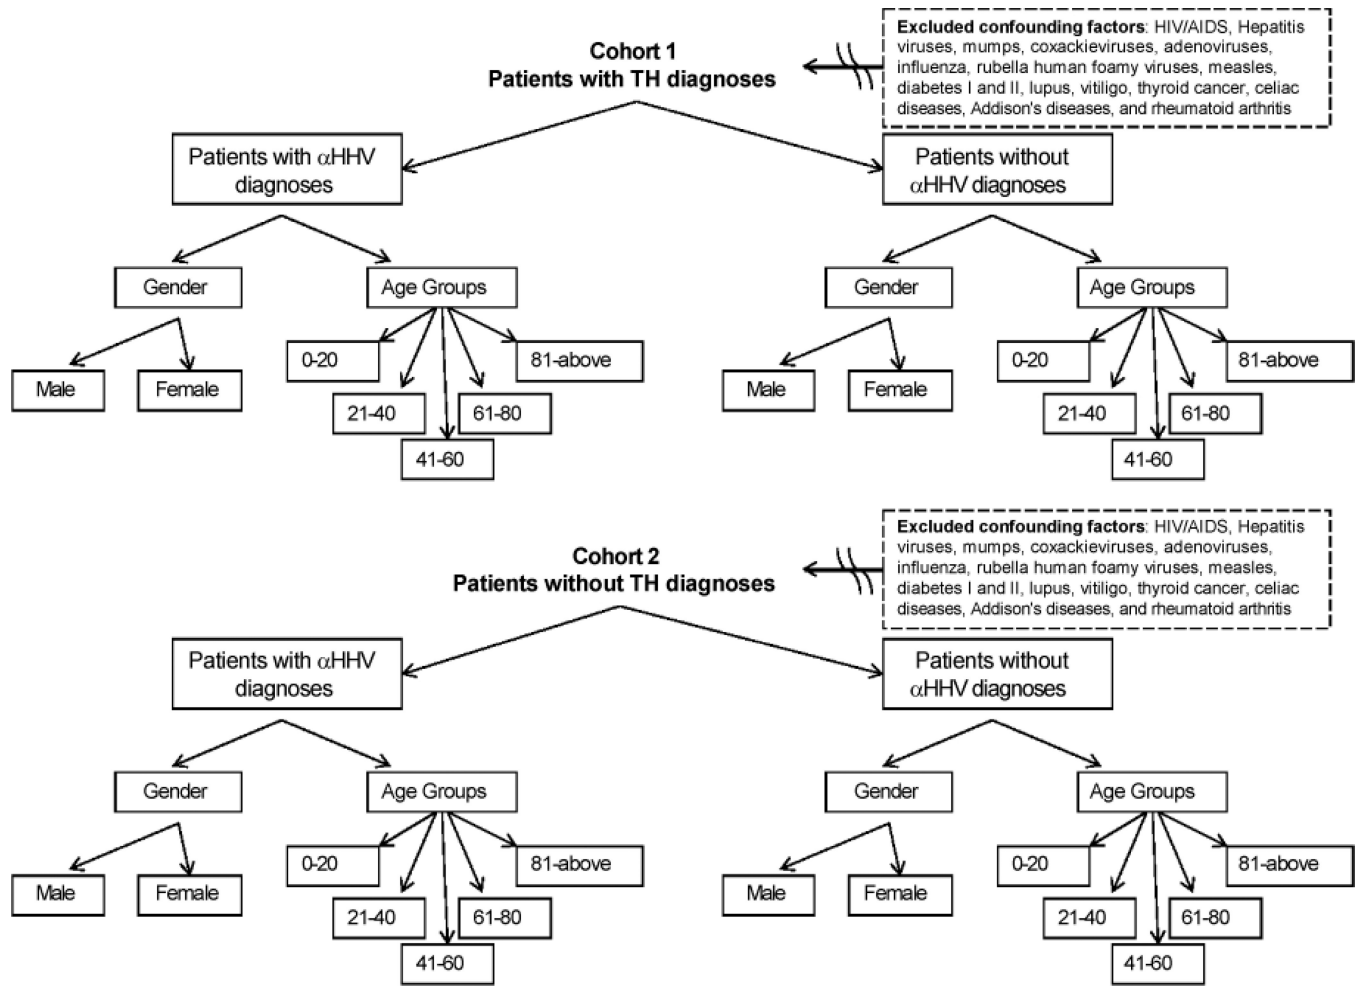 Cohort 1
Patients with TH diagnoses
Excluded confounding factors: HIV/AIDS, Hepatitis
viruses, mumps, coxackieviruses, adenoviruses,
influenza, rubella human foamy viruses, measles,
diabetes I and II, lupus, vitiligo, thyroid cancer, celiac
diseases, Addison's diseases, and rheumatoid arthritis
Patients with αHHV
diagnoses
Patients without
αHHV diagnoses
Gender
Age Groups
Gender
Age Groups
Male
Female
0-20
21-40
41-60
61-80
81-above
Male
Female
0-20
21-40
41-60
61-80
81-above
Cohort 2
Patients without TH diagnoses
Excluded confounding factors: HIV/AIDS, Hepatitis
viruses, mumps, coxackieviruses, adenoviruses,
influenza, rubella human foamy viruses, measles,
diabetes I and II, lupus, vitiligo, thyroid cancer, celiac
diseases, Addison's diseases, and rheumatoid arthritis
Patients with αHHV
diagnoses
Patients without
αHHV diagnoses
Gender
Age Groups
Gender
Age Groups
Male
Female
0-20
21-40
41-60
61-80
81-above
Male
Female
0-20
21-40
41-60
61-80
81-above